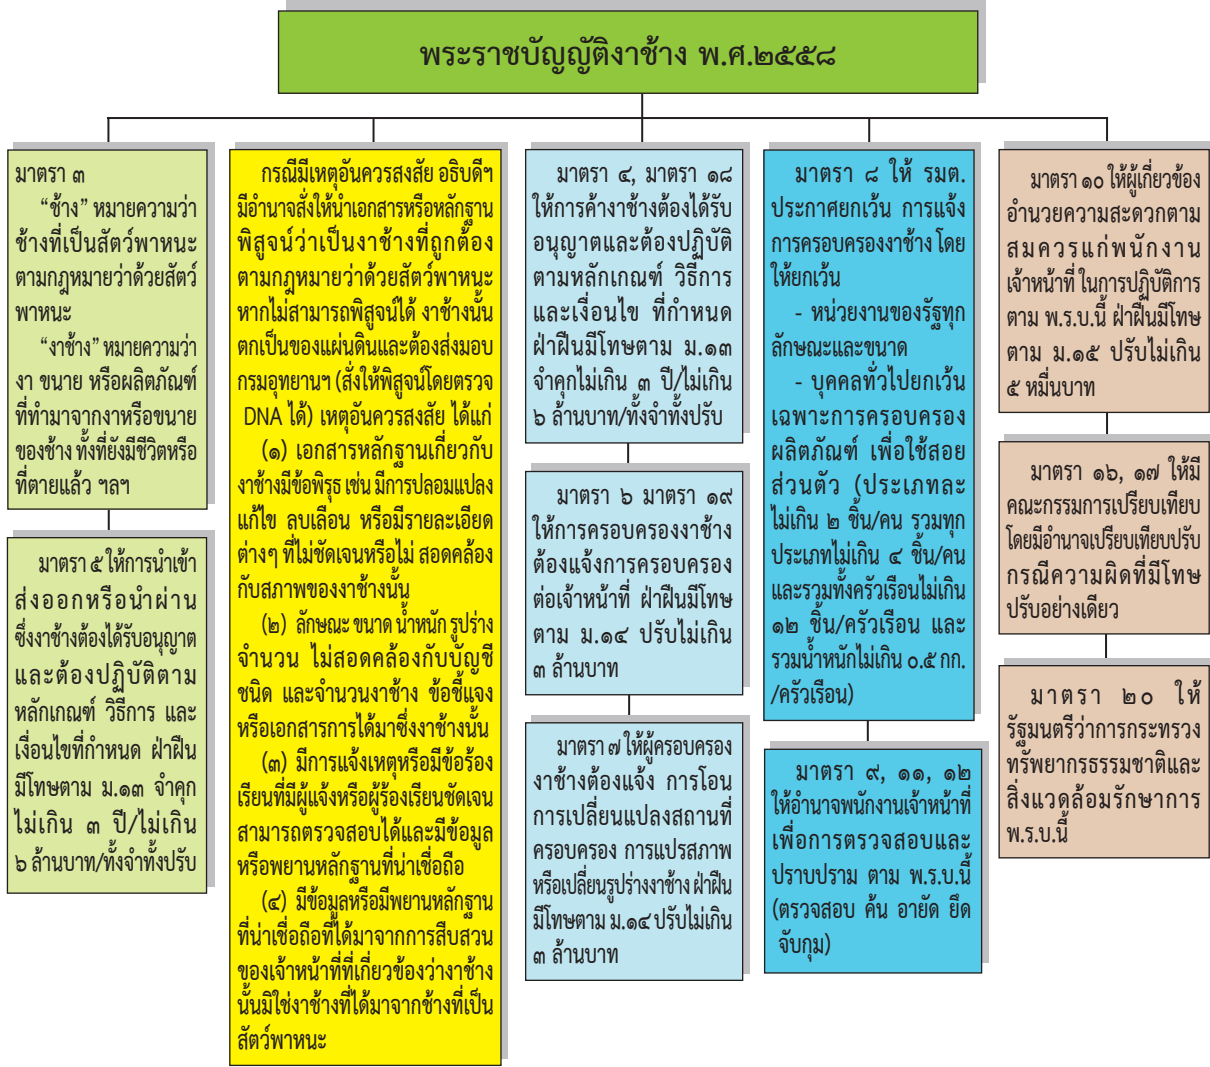 พระราชบัญญัติงาช้าง พ.ศ.๒๕๕๘
มาตรา ๓
“ช้าง” หมายความว่า
ช้างที่เป็นสัตว์พาหนะ
ตามกฎหมายว่าด้วยสัตว์
พาหนะ
“งาช้าง” หมายความว่า
งา ขนาย หรือผลิตภัณฑ์
ที่ทำมาจากงาหรือขนาย
ของช้าง ทั้งที่ยังมีชีวิตหรือ
ที่ตายแล้ว ฯลฯ
มาตรา ๕ ให้การนำเข้า
ส่งออกหรือนำผ่าน
ซึ่งงาช้างต้องได้รับอนุญาต
และต้องปฏิบัติตาม
หลักเกณฑ์ วิธีการ และ
เงื่อนไขที่กำหนด ฝ่าฝืน
มีโทษตาม ม.๑๓ จำคุก
ไม่เกิน ๓ ปี/ไม่เกิน
๖ ล้านบาท/ทั้งจำทั้งปรับ
กรณีมีเหตุอันควรสงสัย อธิบดีฯ
มีอำนาจสั่งให้นำเอกสารหรือหลักฐาน
พิสูจน์ว่าเป็นงาช้างที่ถูกต้อง
ตามกฎหมายว่าด้วยสัตว์พาหนะ
หากไม่สามารถพิสูจน์ได้ งาช้างนั้น
ตกเป็นของแผ่นดินและต้องส่งมอบ
กรมอุทยานฯ (สั่งให้พิสูจน์โดยตรวจ
DNA ได้) เหตุอันควรสงสัย ได้แก่
(๑) เอกสารหลักฐานเกี่ยวกับ
งาช้างมีข้อพิรุธ เช่น มีการปลอมแปลง
แก้ไข ลบเลือน หรือมีรายละเอียด
ต่างๆ ที่ไม่ชัดเจนหรือไม่ สอดคล้อง
กับสภาพของงาช้างนั้น
(๒) ลักษณะ ขนาด น้ำหนัก รูปร่าง
จำนวน ไม่สอดคล้องกับบัญชี
ชนิด และจำนวนงาช้าง ข้อชี้แจง
หรือเอกสารการได้มาซึ่งงาช้างนั้น
(๓) มีการแจ้งเหตุหรือมีข้อร้อง
เรียนที่มีผู้แจ้งหรือผู้ร้องเรียนชัดเจน
สามารถตรวจสอบได้และมีข้อมูล
หรือพยานหลักฐานที่น่าเชื่อถือ
(๔) มีข้อมูลหรือมีพยานหลักฐาน
ที่น่าเชื่อถือที่ได้มาจากการสืบสวน
ของเจ้าหน้าที่ที่เกี่ยวข้องว่างาช้าง
นั้นมิใช่งาช้างที่ได้มาจากช้างที่เป็น
สัตว์พาหนะ
มาตรา ๔, มาตรา ๑๘
ให้การค้างาช้างต้องได้รับ
อนุญาตและต้องปฏิบัติ
ตามหลักเกณฑ์ วิธีการ
และเงื่อนไข ที่กำหนด
ฝ่าฝืนมีโทษตาม ม.๑๓
จำคุกไม่เกิน ๓ ปี/ไม่เกิน
๖ ล้านบาท/ทั้งจำทั้งปรับ
มาตรา ๖ มาตรา ๑๙
ให้การครอบครองงาช้าง
ต้องแจ้งการครอบครอง
ต่อเจ้าหน้าที่ ฝ่าฝืนมีโทษ
ตาม ม.๑๔ ปรับไม่เกิน
๓ ล้านบาท
มาตรา ๗ ให้ผู้ครอบครอง
งาช้างต้องแจ้ง การโอน
การเปลี่ยนแปลงสถานที่
ครอบครอง การแปรสภาพ
หรือเปลี่ยนรูปร่างงาช้าง ฝ่าฝืน
มีโทษตาม ม.๑๔ ปรับไม่เกิน
๓ ล้านบาท
มาตรา ๘ ให้ รมต.
ประกาศยกเว้น การแจ้ง
การครอบครองงาช้าง โดย
ให้ยกเว้น
- หน่วยงานของรัฐทุก
ลักษณะและขนาด
- บุคคลทั่วไปยกเว้น
เฉพาะการครอบครอง
ผลิตภัณฑ์ เพื่อใช้สอย
ส่วนตัว (ประเภทละ
ไม่เกิน ๒ ชิ้น/คน รวมทุก
ประเภทไม่เกิน ๔ ชิ้น/คน
และรวมทั้งครัวเรือนไม่เกิน
๑๒ ชิ้น/ครัวเรือน และ
รวมน้ำหนักไม่เกิน ๐.๕ กก.
/ครัวเรือน)
มาตรา ๙, ๑๑, ๑๒
ให้อำนาจพนักงานเจ้าหน้าที่
เพื่อการตรวจสอบและ
ปราบปราม ตาม พ.ร.บ.นี้
(ตรวจสอบ ค้น อายัด ยึด
จับกุม)
มาตรา ๑๐ ให้ผู้เกี่ยวข้อง
อำนวยความสะดวกตาม
สมควรแก่พนักงาน
เจ้าหน้าที่ ในการปฏิบัติการ
ตาม พ.ร.บ.นี้ ฝ่าฝืนมีโทษ
ตาม ม.๑๕ ปรับไม่เกิน
๕ หมื่นบาท
มาตรา ๑๖, ๑๗ ให้มี
คณะกรรมการเปรียบเทียบ
โดยมีอำนาจเปรียบเทียบปรับ
กรณีความผิดที่มีโทษ
ปรับอย่างเดียว
มาตรา ๒๐ ให้
รัฐมนตรีว่าการกระทรวง
ทรัพยากรธรรมชาติและ
สิ่งแวดล้อมรักษาการ
พ.ร.บ.นี้